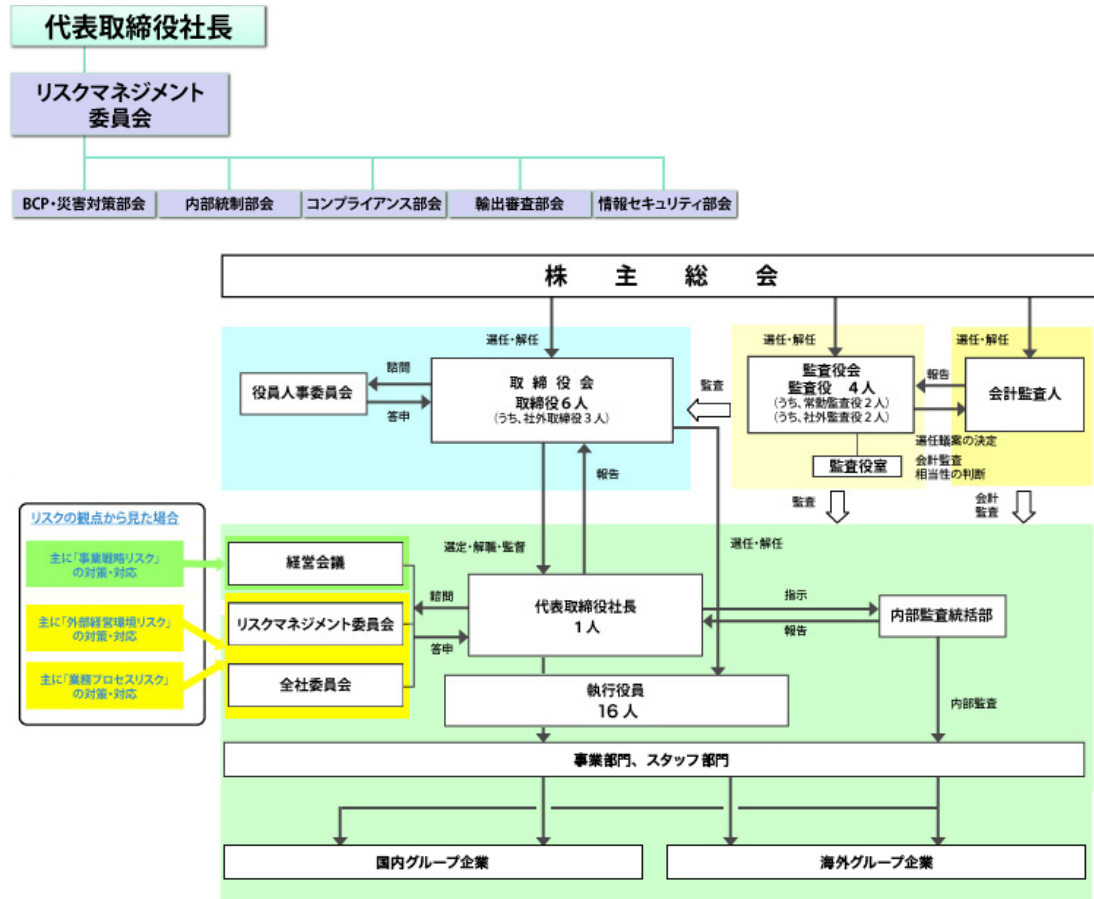 代表取締役社長
リスクマネジメント
委員会
BCP・災害対策部会
内部統制部会
コンプライアンス部会
輸出審査部会
情報セキュリティ部会
株主総会
選任・解任
選任・解任
選任・解任
役員人事委員会
諮問
答申
取締役会
取締役6人
(うち、社外取締役3人)
監査
監査役会
監査役 4人
(うち、常勤監査役2人)
(うち、社外監査役2人)
監査役室
報告
会計監査人
選任議案の決定
会計監査
相当性の判断
報告
監査
会計
監査
リスクの観点から見た場合
主に「事業戦略リスク」
の対策・対応
主に「外部経営環境リスク」
の対策・対応
主に「業務プロセスリスク」
の対策・対応
選定・解職・監督
選任・解任
経営会議
リスクマネジメント委員会
全社委員会
諮問
答申
代表取締役社長
1人
指示
報告
内部監査統括部
執行役員
16人
内部監査
事業部門、スタッフ部門
国内グループ企業
海外グループ企業